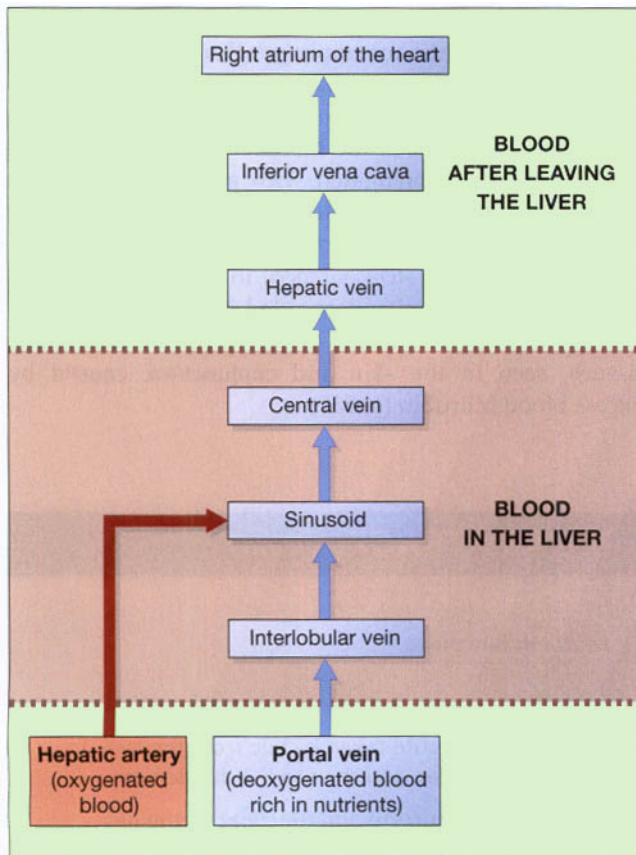 Right atrium of the heart
BLOOD
AFTER LEAVING
THE LIVER
Inferior vena cava
Hepatic vein
Central vein
Sinusoid
BLOOD
IN THE LIVER
Interlobular vein
Hepatic artery
(oxygenated
blood)
Portal vein
(deoxygenated blood
rich in nutrients)